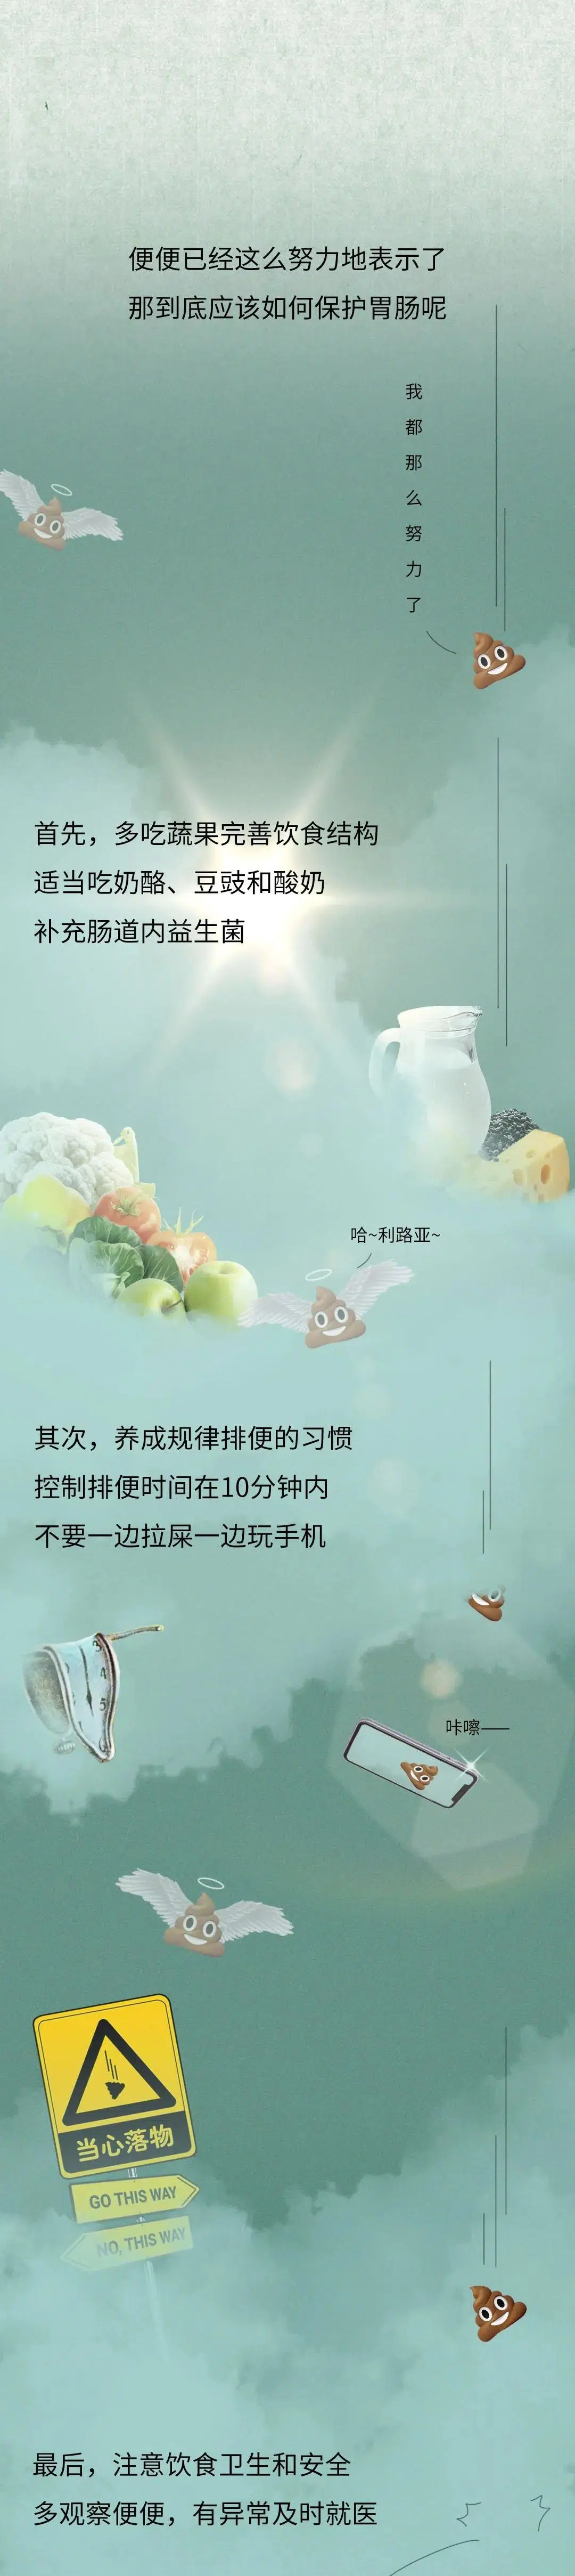 便便已经这么努力地表示了
那到底应该如何保护胃肠呢
我都那么努力了
首先，多吃蔬果完善饮食结构
适当吃奶酪、豆豉和酸奶
补充肠道内益生菌
哈~利路亚~
其次，养成规律排便的习惯
控制排便时间在10分钟内
不要一边拉屎一边玩手机
3
4
5
6
咔嚓——
当心落物
GO THIS WAY
NO, THIS WAY
最后，注意饮食卫生和安全
多观察便便，有异常及时就医